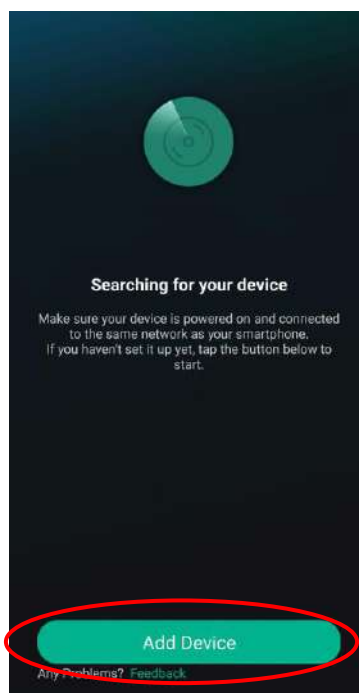 Searching for your device
Make sure your device is powered on and connected
to the same network as your smartphone.
If you haven't set it up yet, tap the button below to
start.
Add Device
Any Problems? Feedback